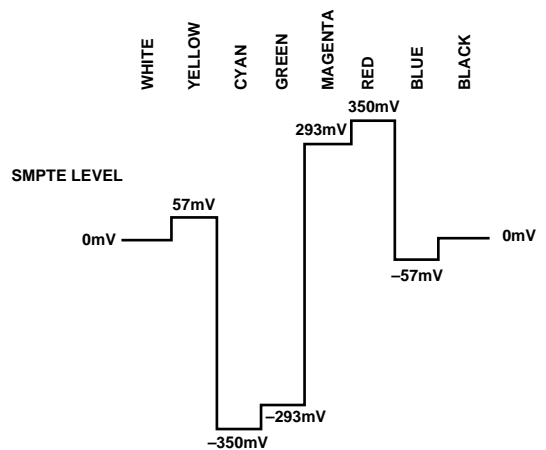 WHITE
YELLOW
CYAN
GREEN
MAGENTA
RED
BLUE
BLACK
350mV
293mV
SMPTE LEVEL
57mV
0mV
0mV
–57mV
–293mV
–350mV